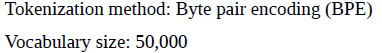 Tokenization method: Byte pair encoding (BPE)
Vocabulary size: 50,000